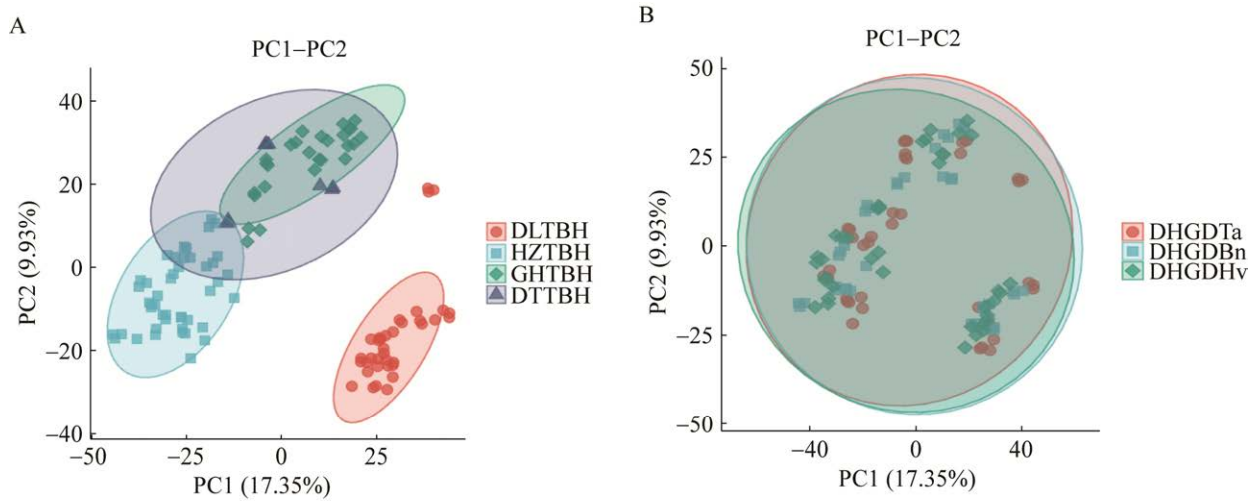 A
PC1–PC2
40
20
0
−20
−40
−50
−25
0
25
PC2 (9.93%)
PC1 (17.35%)
DLTBH
HZTBH
GHTBH
DTTBH
B
PC1–PC2
50
25
0
−25
−50
−40
0
40
PC2 (9.93%)
PC1 (17.35%)
DHGDTa
DHGDBn
DHGDHv